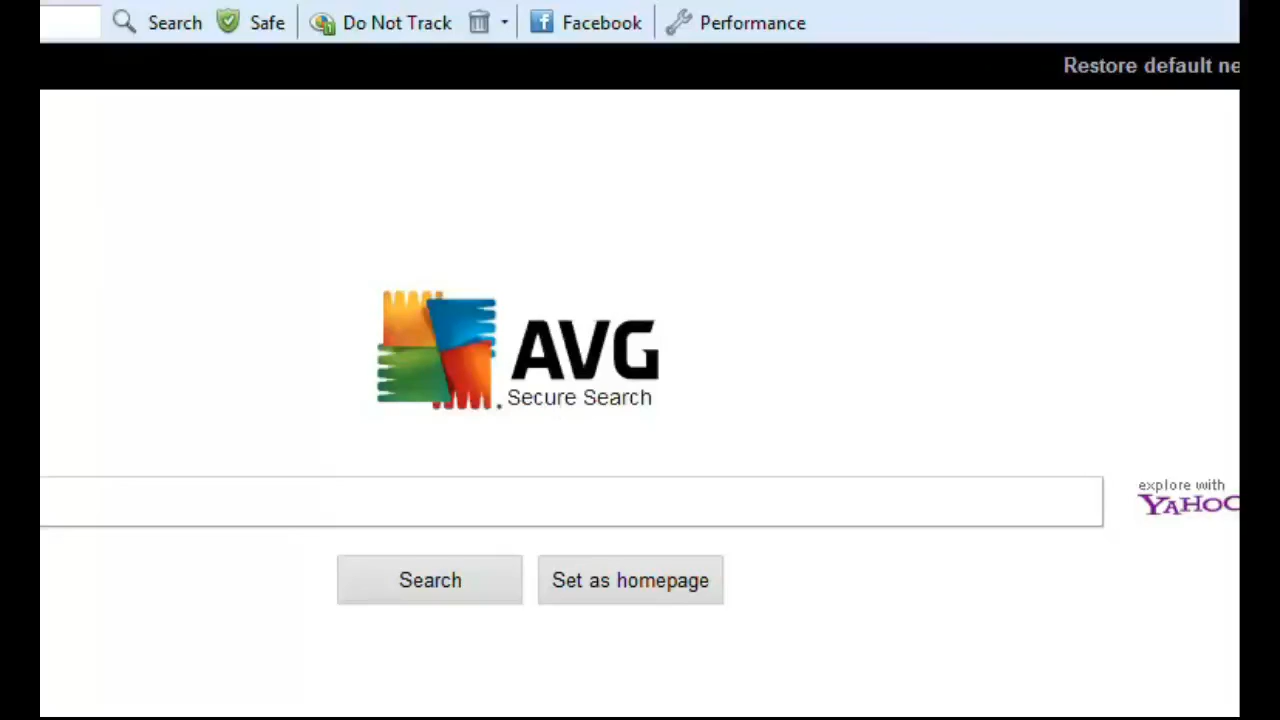 Search Safe Do Not Track Facebook Performance
Restore default ne
AVG
Secure Search
explore with
YAHOO
Search Set as homepage